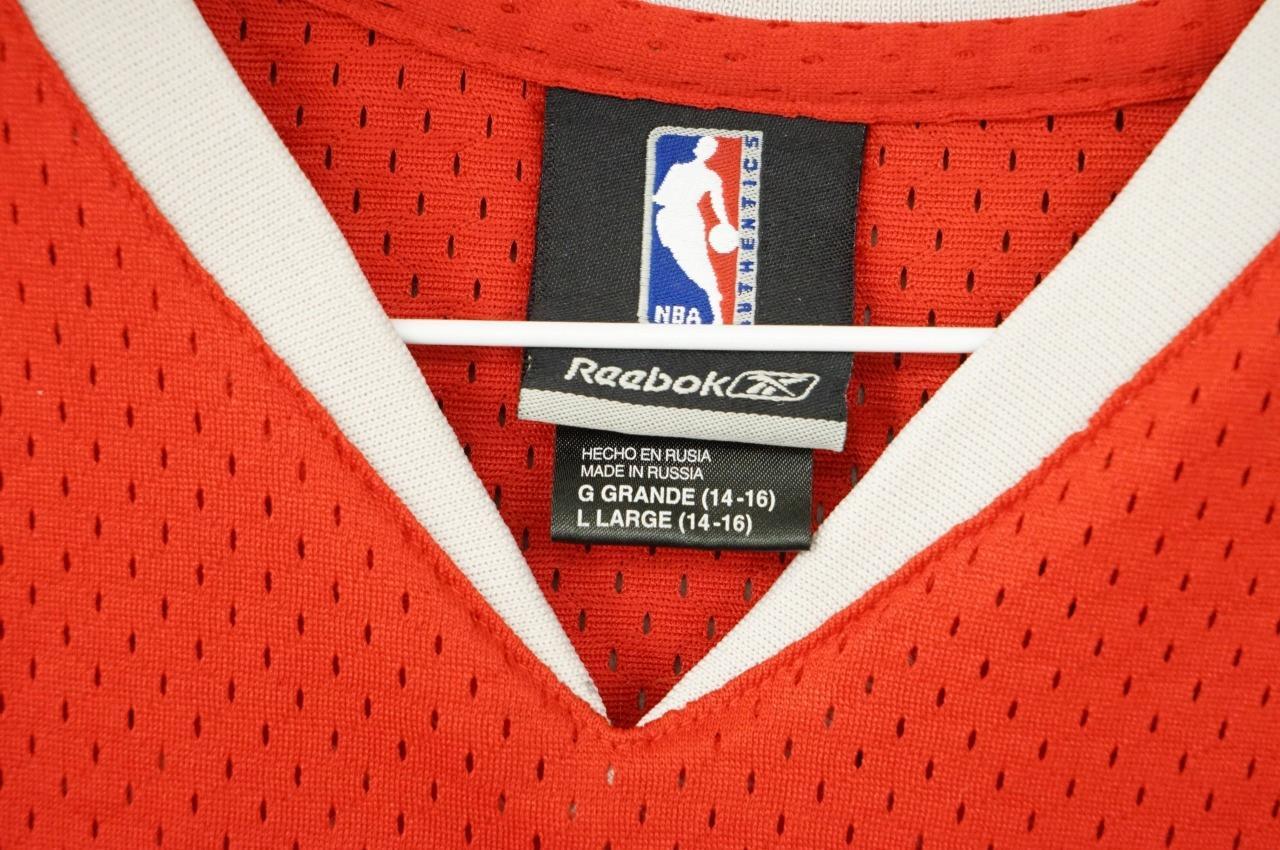 NBA
AUTHENTICS
Reebok
HECHO EN RUSIA
MADE IN RUSSIA
G GRANDE (14-16)
L LARGE (14-16)